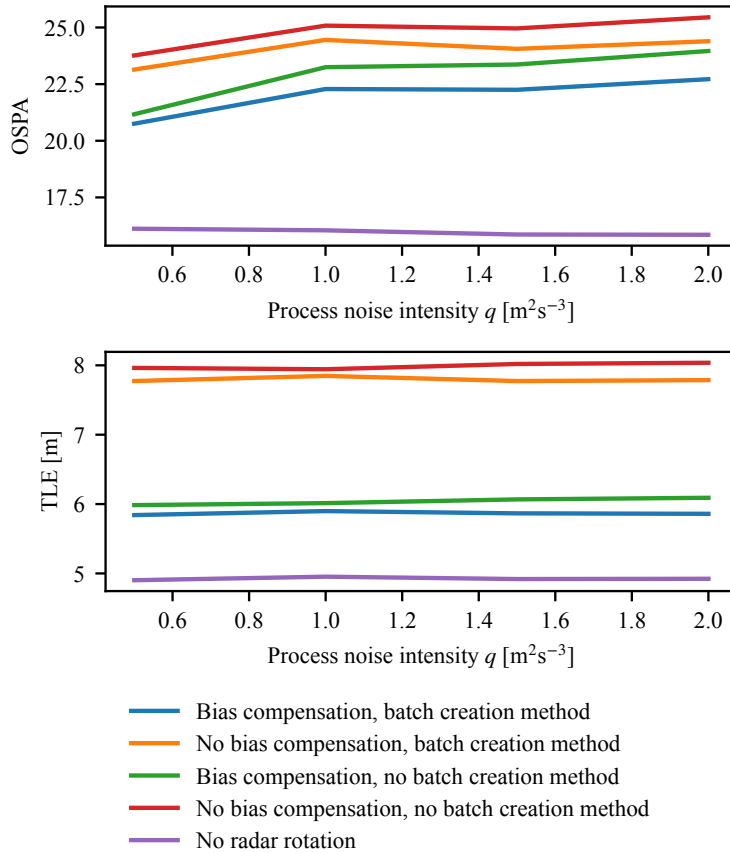 25.0
22.5
20.0
17.5
OSPA
0.6 0.8 1.0 1.2 1.4 1.6 1.8 2.0
Process noise intensity q [m²s⁻³]
8
7
6
5
TLE [m]
0.6 0.8 1.0 1.2 1.4 1.6 1.8 2.0
Process noise intensity q [m²s⁻³]
Bias compensation, batch creation method
No bias compensation, batch creation method
Bias compensation, no batch creation method
No bias compensation, no batch creation method
No radar rotation